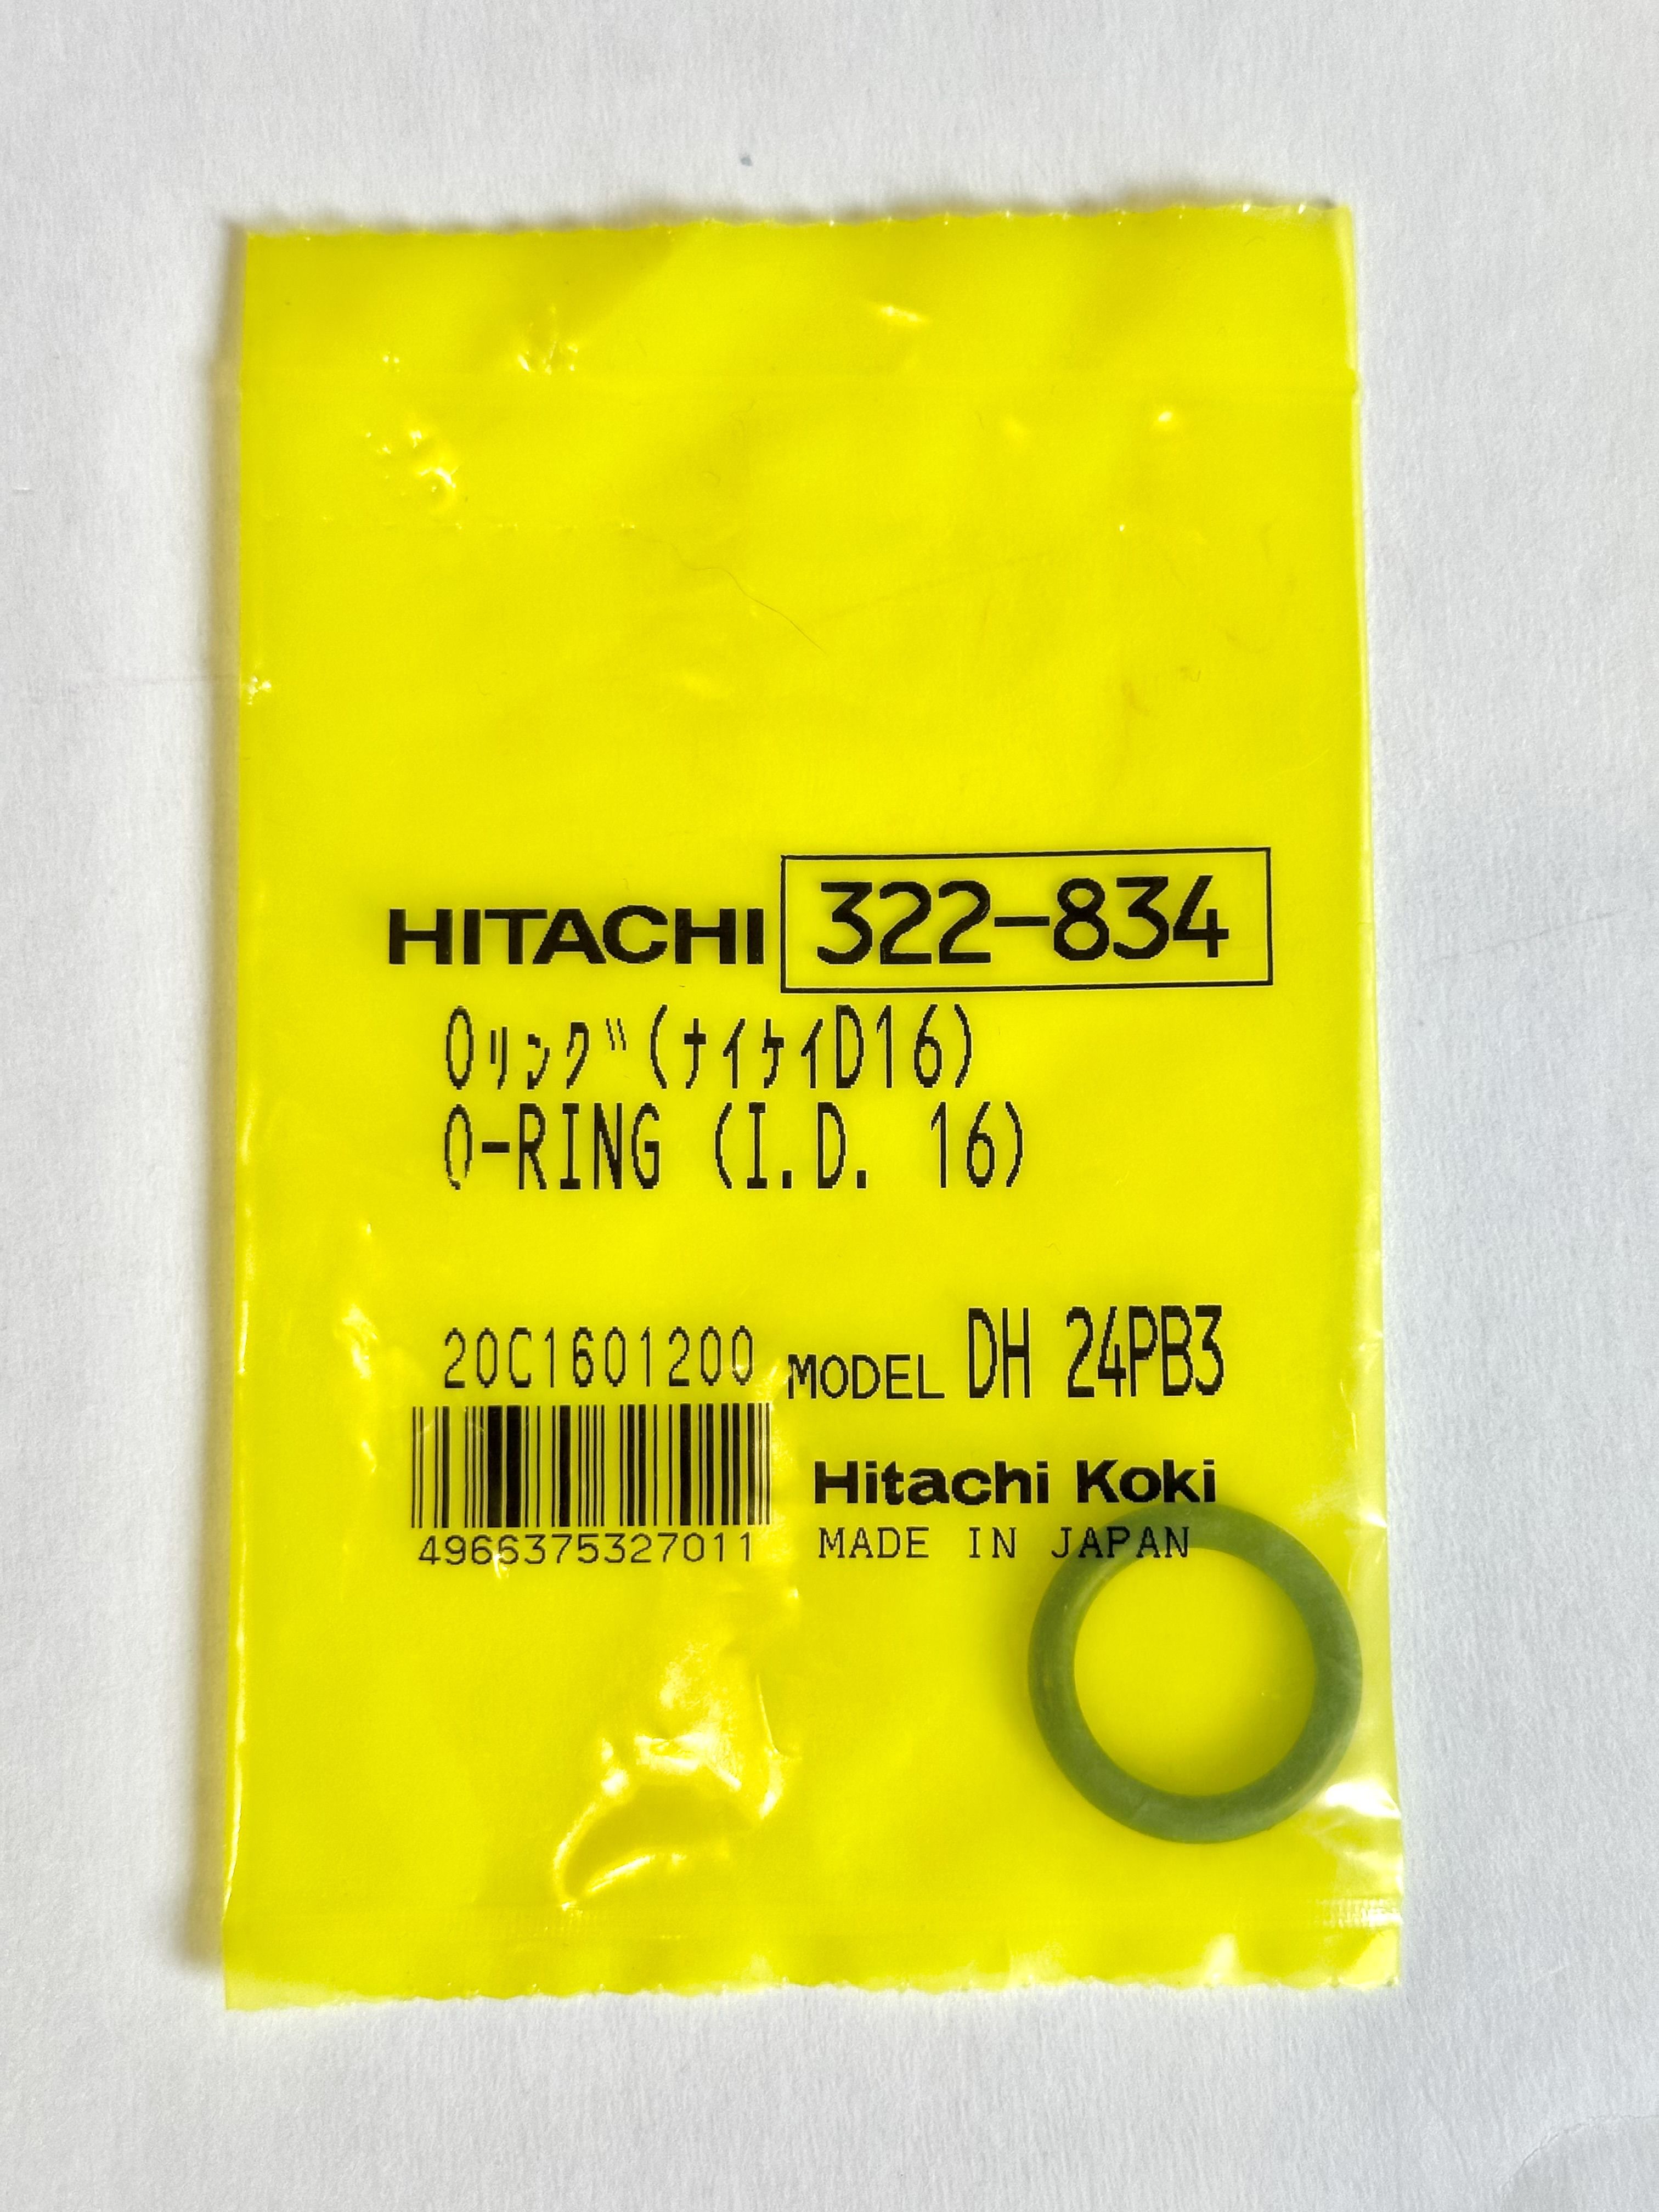 HITACHI 322-834
Oﾘﾝｸﾞ(ﾅｲｹｲD16)
O-RING (I.D. 16)
20C1601200 MODEL DH 24PB3
Hitachi Koki
4966375327011 MADE IN JAPAN